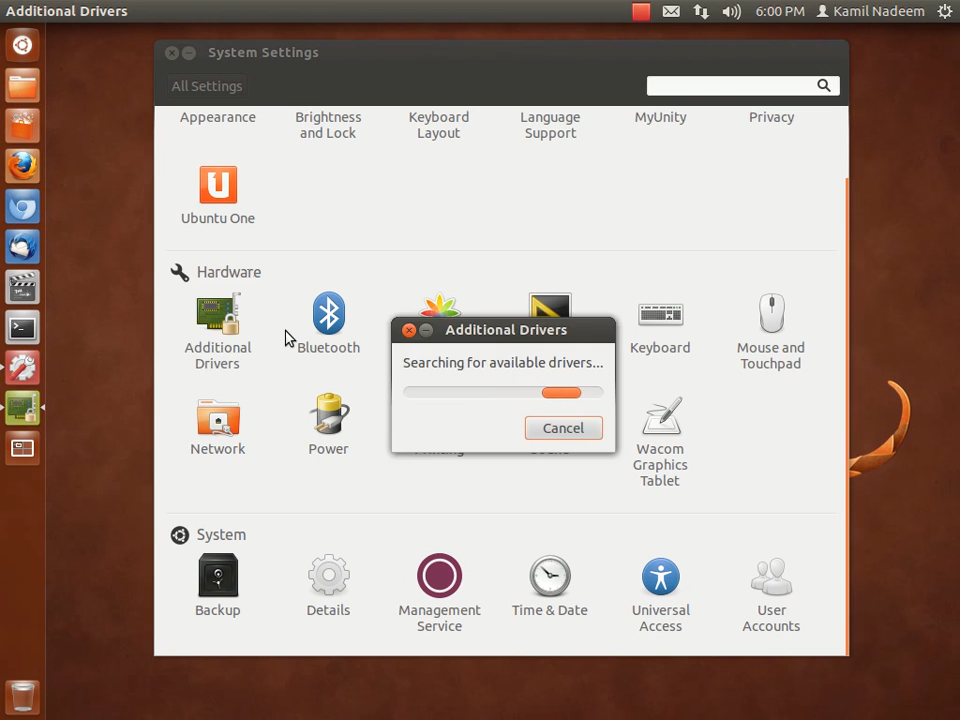 Additional Drivers
6:00 PM Kamil Nadeem
System Settings
All Settings
Appearance
Brightness and Lock
Keyboard Layout
Language Support
MyUnity
Privacy
Ubuntu One
Hardware
Additional Drivers
Bluetooth
Keyboard
Mouse and Touchpad
Network
Power
Wacom Graphics Tablet
Additional Drivers
Searching for available drivers...
Cancel
System
Backup
Details
Management Service
Time & Date
Universal Access
User Accounts